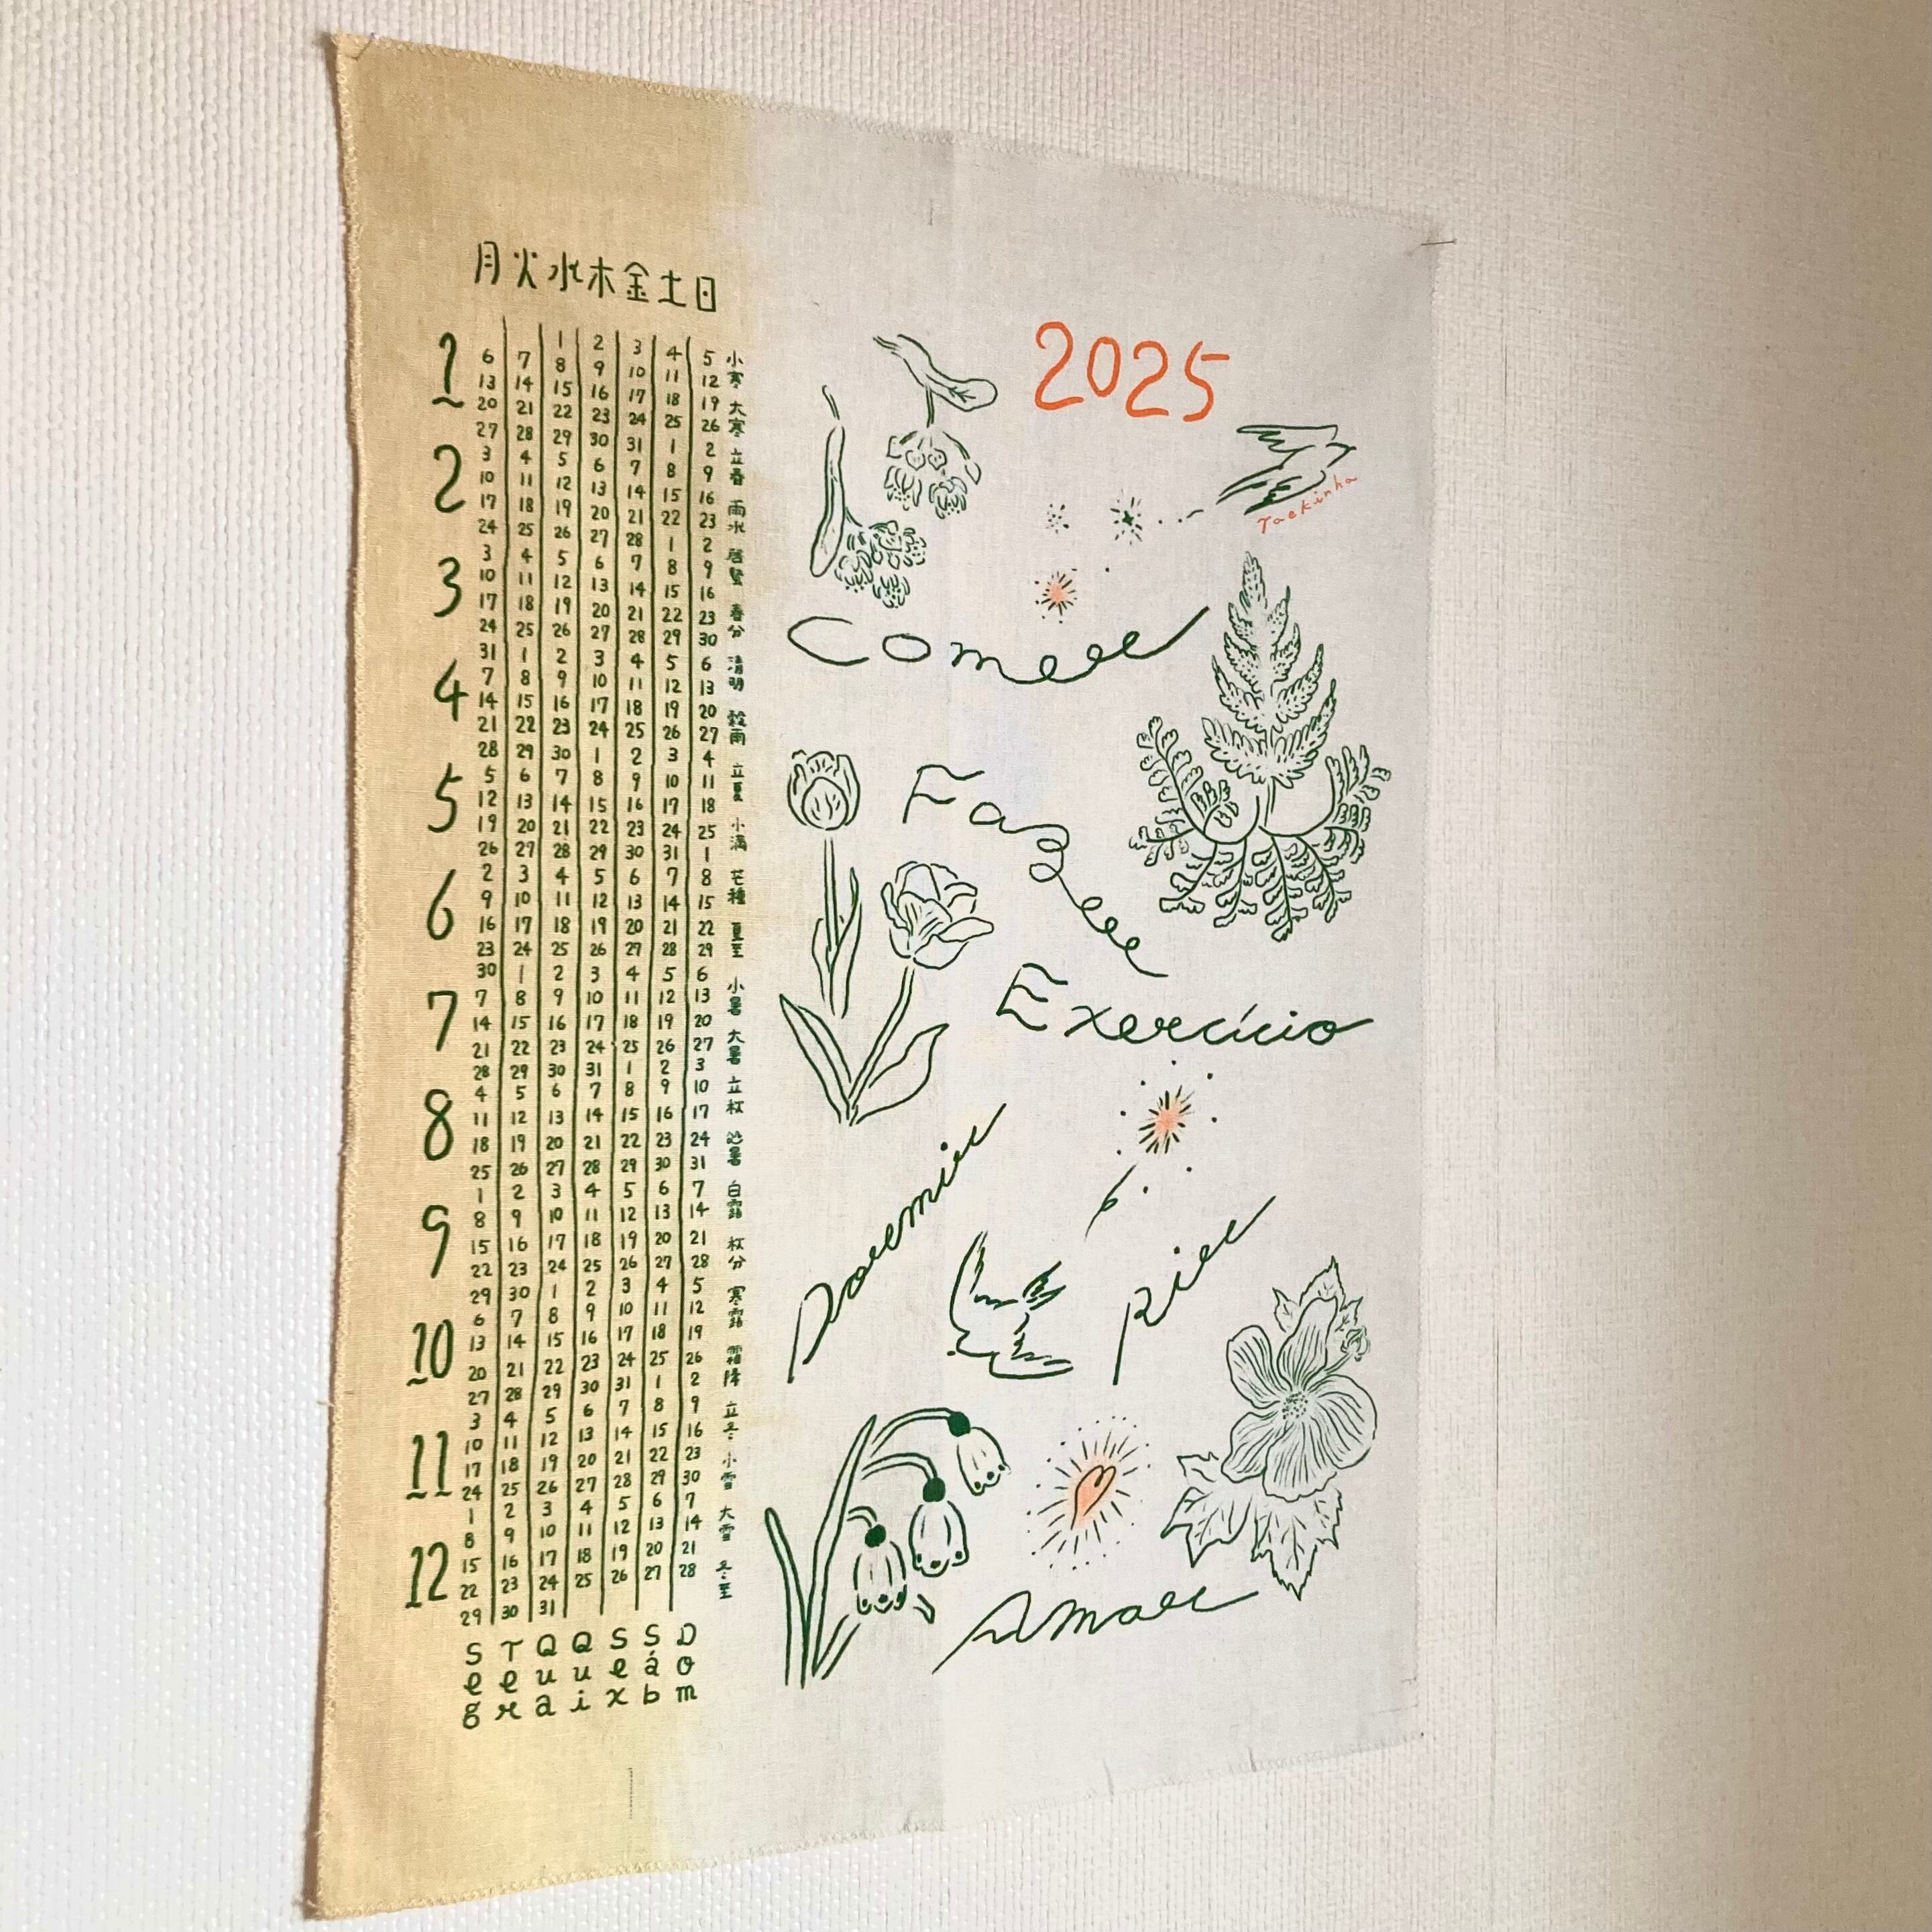 月火水木金土日
1
1 2 3 4 5
6 7 8 9 10 11 12
13 14 15 16 17 18 19
20 21 22 23 24 25 26
27 28 29 30 31 1 2
2
3 4 5 6 7 8 9
10 11 12 13 14 15 16
17 18 19 20 21 22 23
24 25 26 27 28 1 2
3
3 4 5 6 7 8 9
10 11 12 13 14 15 16
17 18 19 20 21 22 23
24 25 26 27 28 29 30
31 1 2 3 4 5 6
4
7 8 9 10 11 12 13
14 15 16 17 18 19 20
21 22 23 24 25 26 27
28 29 30 1 2 3 4
5
5 6 7 8 9 10 11
12 13 14 15 16 17 18
19 20 21 22 23 24 25
26 27 28 29 30 31 1
6
2 3 4 5 6 7 8
9 10 11 12 13 14 15
16 17 18 19 20 21 22
23 24 25 26 27 28 29
30 1 2 3 4 5 6
7
7 8 9 10 11 12 13
14 15 16 17 18 19 20
21 22 23 24 25 26 27
28 29 30 31 1 2 3
8
4 5 6 7 8 9 10
11 12 13 14 15 16 17
18 19 20 21 22 23 24
25 26 27 28 29 30 31
9
1 2 3 4 5 6 7
8 9 10 11 12 13 14
15 16 17 18 19 20 21
22 23 24 25 26 27 28
29 30 1 2 3 4 5
10
6 7 8 9 10 11 12
13 14 15 16 17 18 19
20 21 22 23 24 25 26
27 28 29 30 31 1 2
11
3 4 5 6 7 8 9
10 11 12 13 14 15 16
17 18 19 20 21 22 23
24 25 26 27 28 29 30
12
1 2 3 4 5 6 7
8 9 10 11 12 13 14
15 16 17 18 19 20 21
22 23 24 25 26 27 28
29 30 31
Seg Ter Qua Qui Sex Sáb Dom
小寒
大寒
立春
雨水
啓蟄
春分
清明
穀雨
立夏
小満
芒種
夏至
小暑
大暑
立秋
処暑
白露
秋分
寒露
霜降
立冬
小雪
大雪
冬至
2025
Taekinha
Comer
Fazer
Exercício
Dormir
rir
Amar